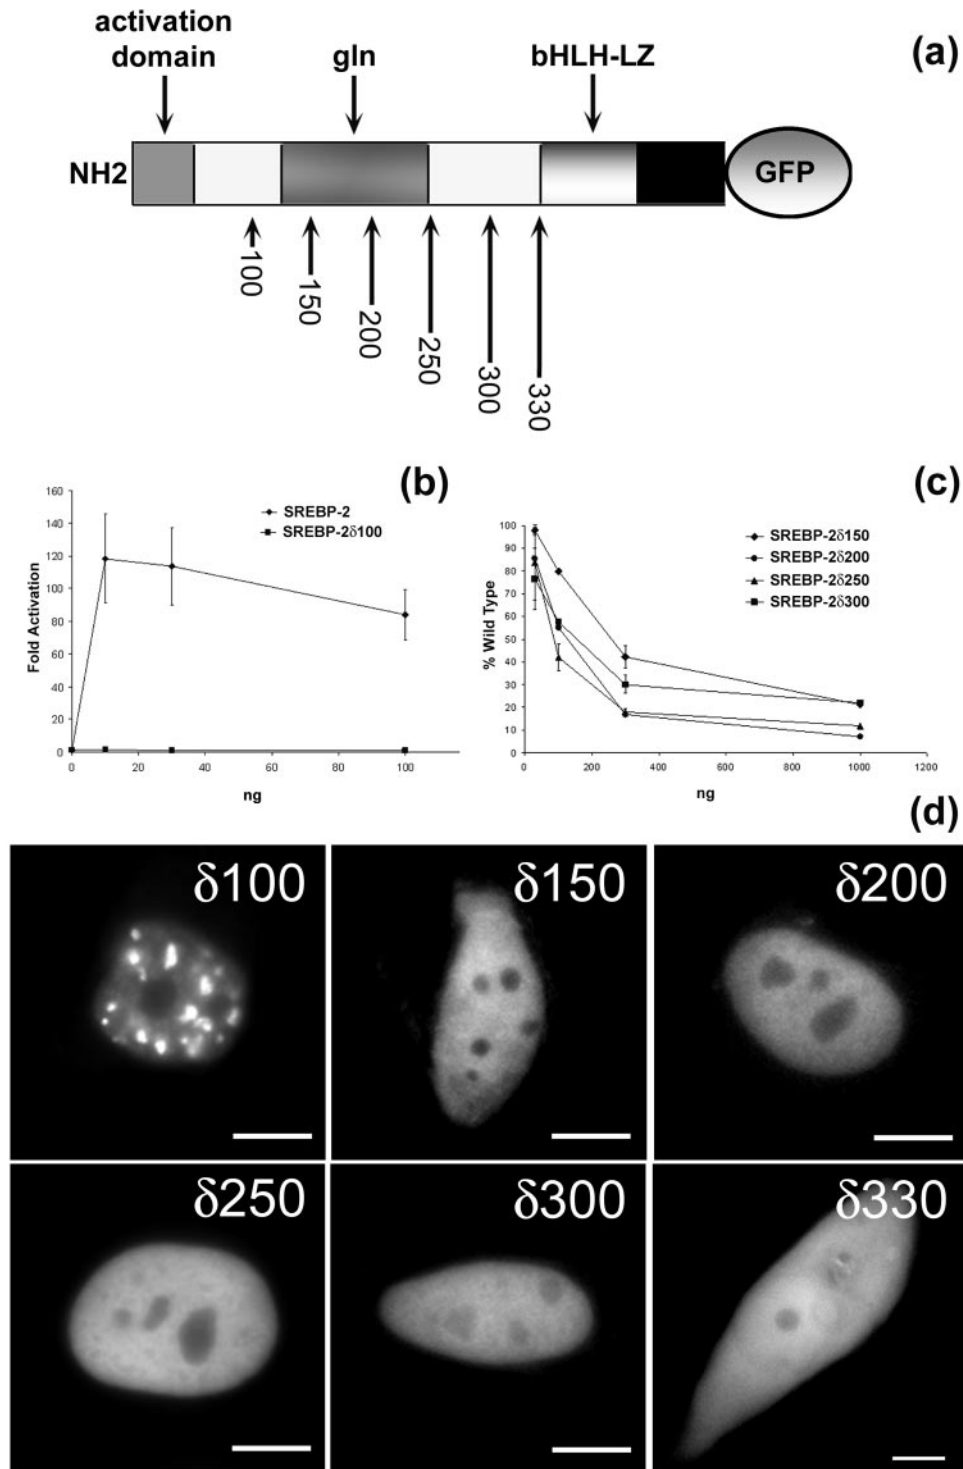 activation
domain
gln
bHLH-LZ
(a)
NH2
GFP
100
150
200
250
300
330
(b)
160
140
120
100
80
60
40
20
0
Fold Activation
SREBP-2
SREBP-2δ100
0
20
40
60
80
100
ng
(c)
100
90
80
70
60
50
40
30
20
10
0
% Wild Type
SREBP-2δ150
SREBP-2δ200
SREBP-2δ250
SREBP-2δ300
0
200
400
600
800
1000
1200
ng
(d)
δ100
δ150
δ200
δ250
δ300
δ330